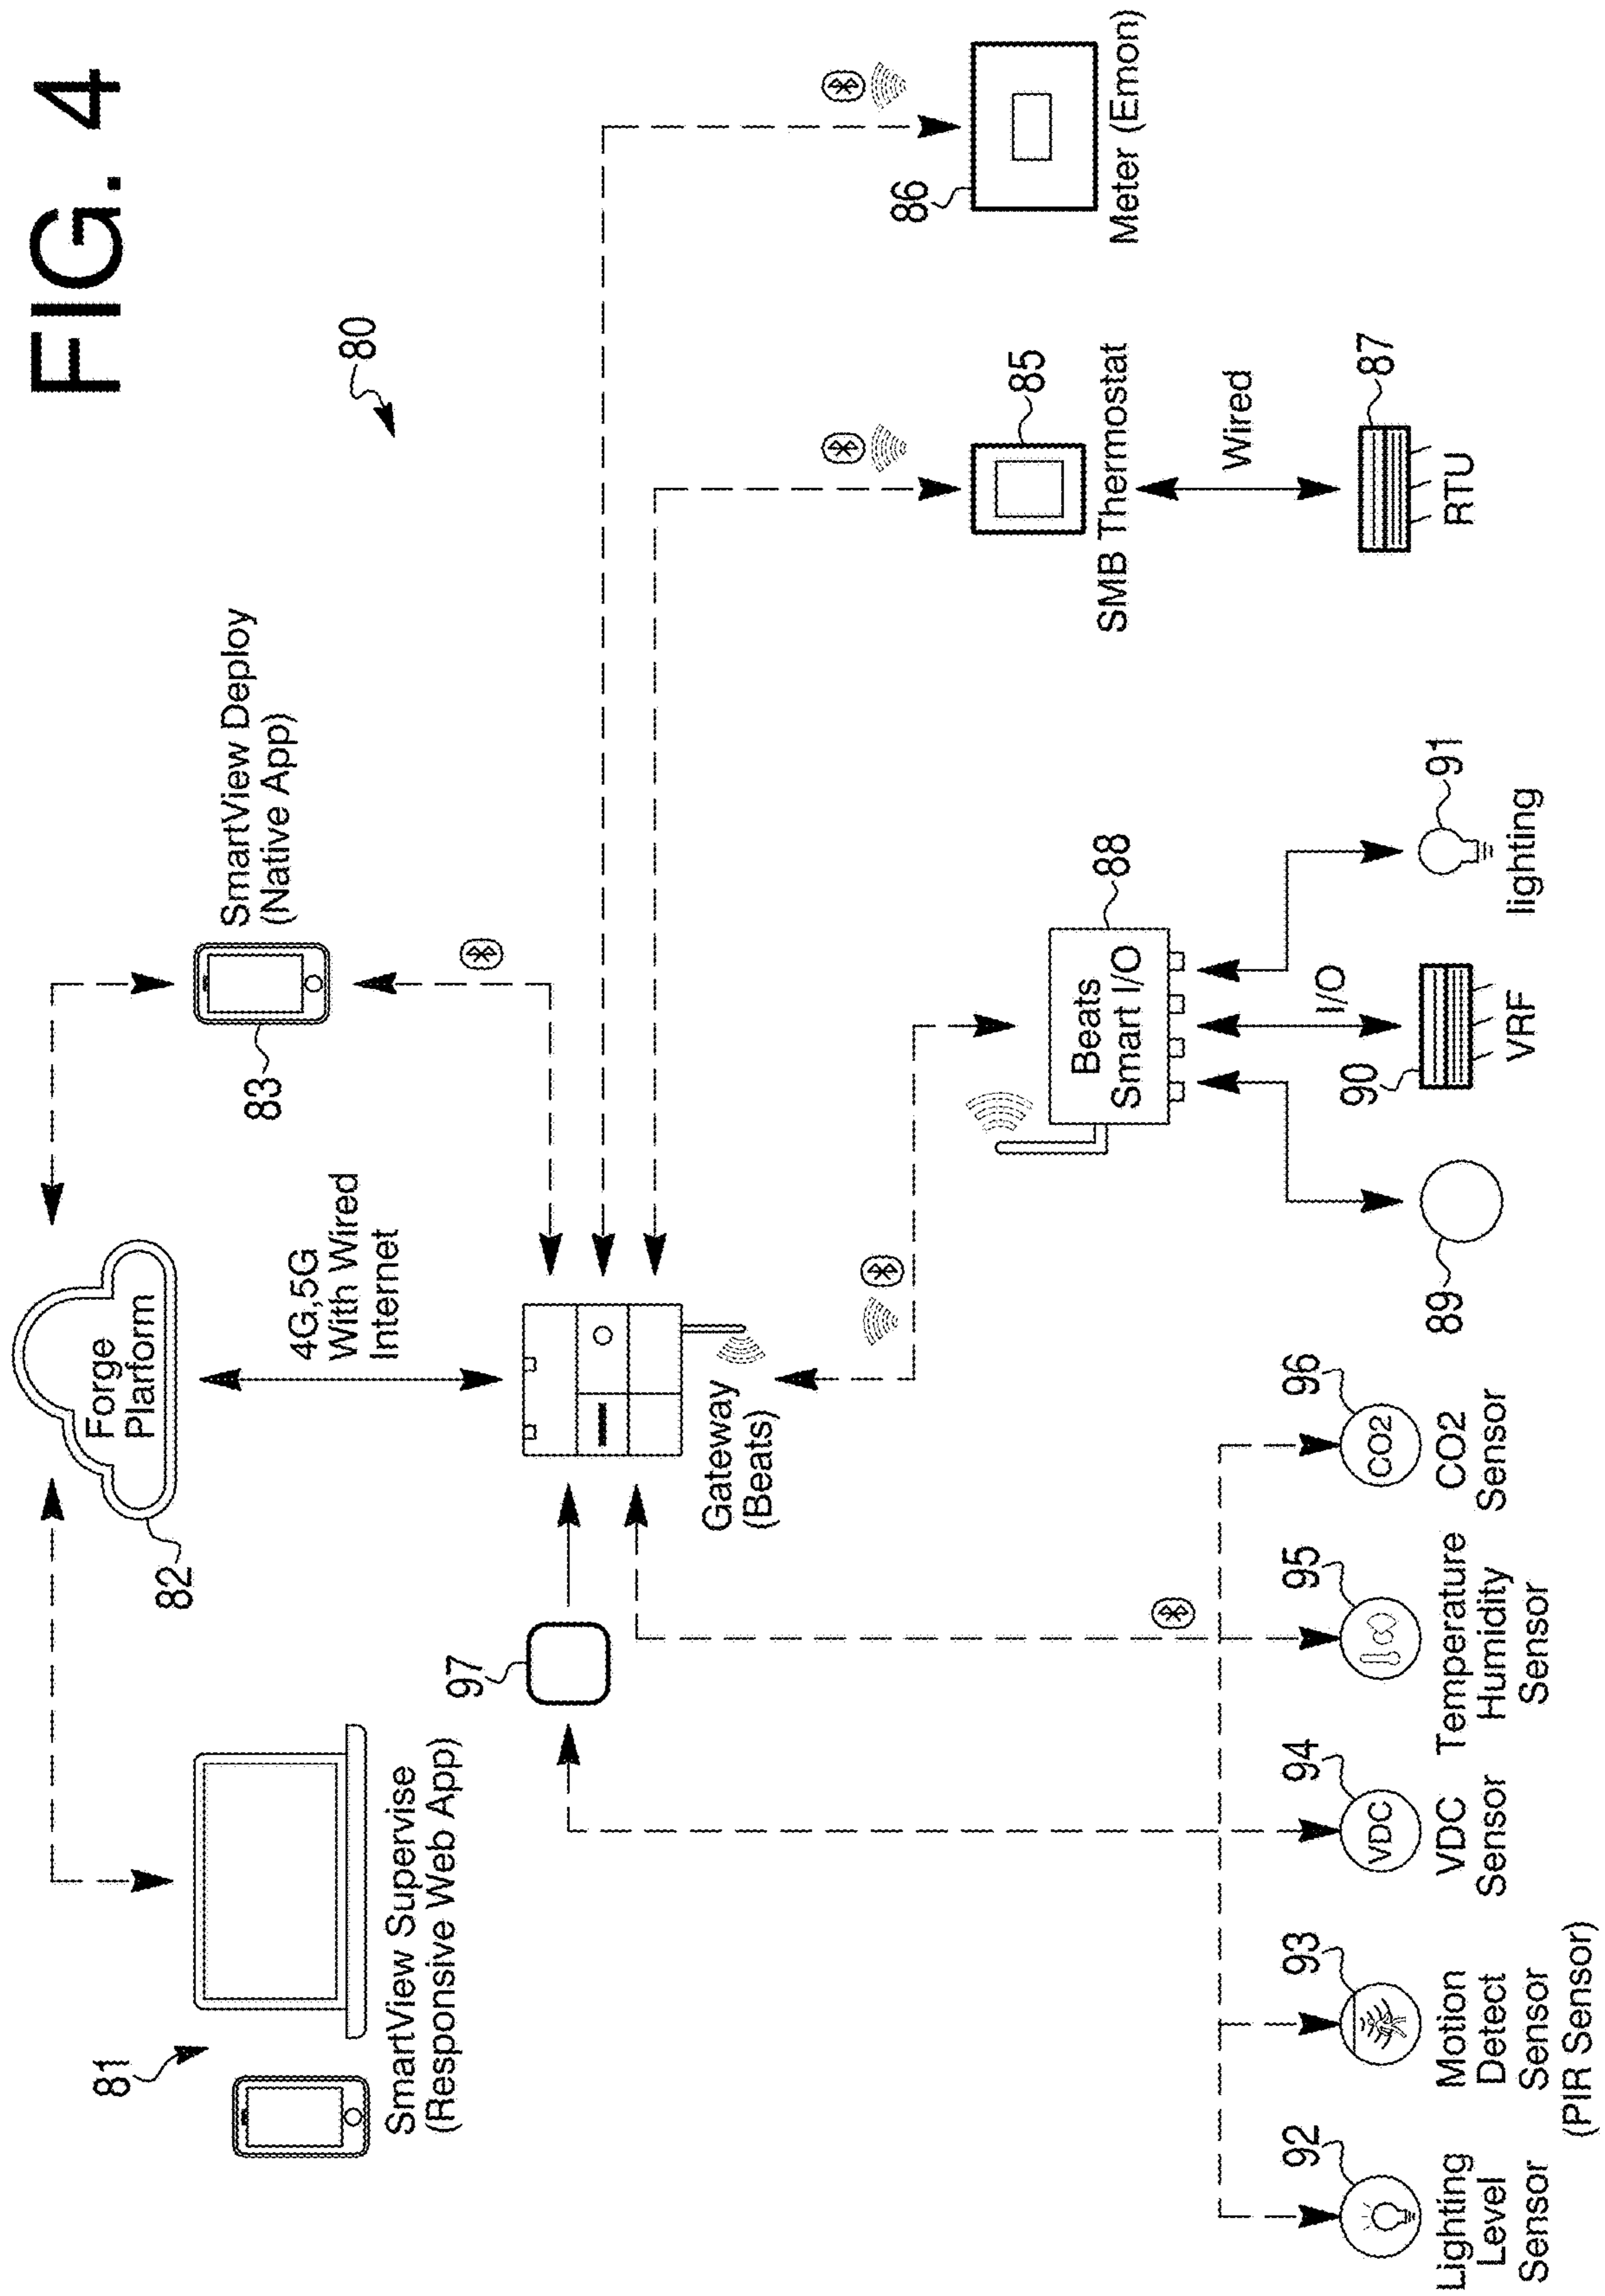 FIG. 4
80
81
SmartView Supervise
(Responsive Web App)
82
Forge
Plarform
83
SmartView Deploy
(Native App)
4G,5G
With Wired
Internet
97
Gateway
(Beats)
86
Meter (Emon)
85
SMB Thermostat
Wired
87
RTU
88
Beats
Smart I/O
I/O
89
90
VRF
91
lighting
92
Lighting
Level
Sensor
93
Motion
Detect
Sensor
(PIR Sensor)
94
VDC
VDC
Sensor
95
Temperature
Humidity
Sensor
96
CO2
CO2
Sensor